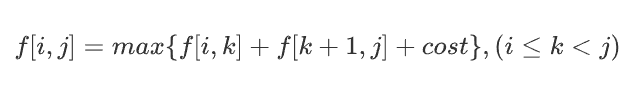 f[i, j] = max{f[i, k] + f[k + 1, j] + cost}, (i ≤ k < j)